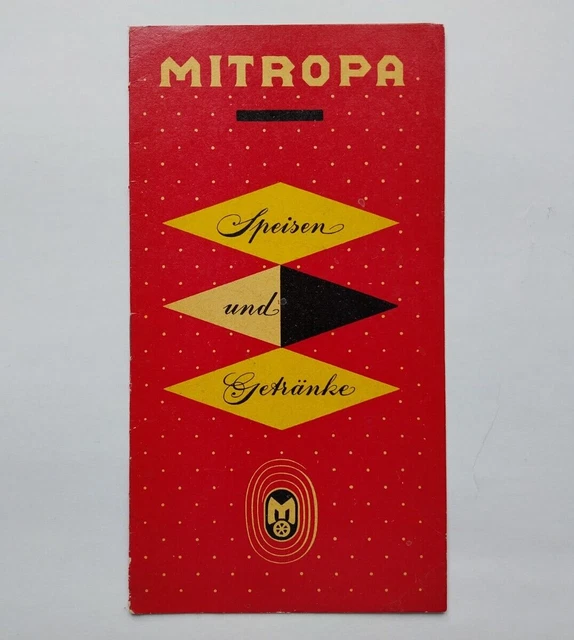 MITROPA
Speisen
und
Getränke
M